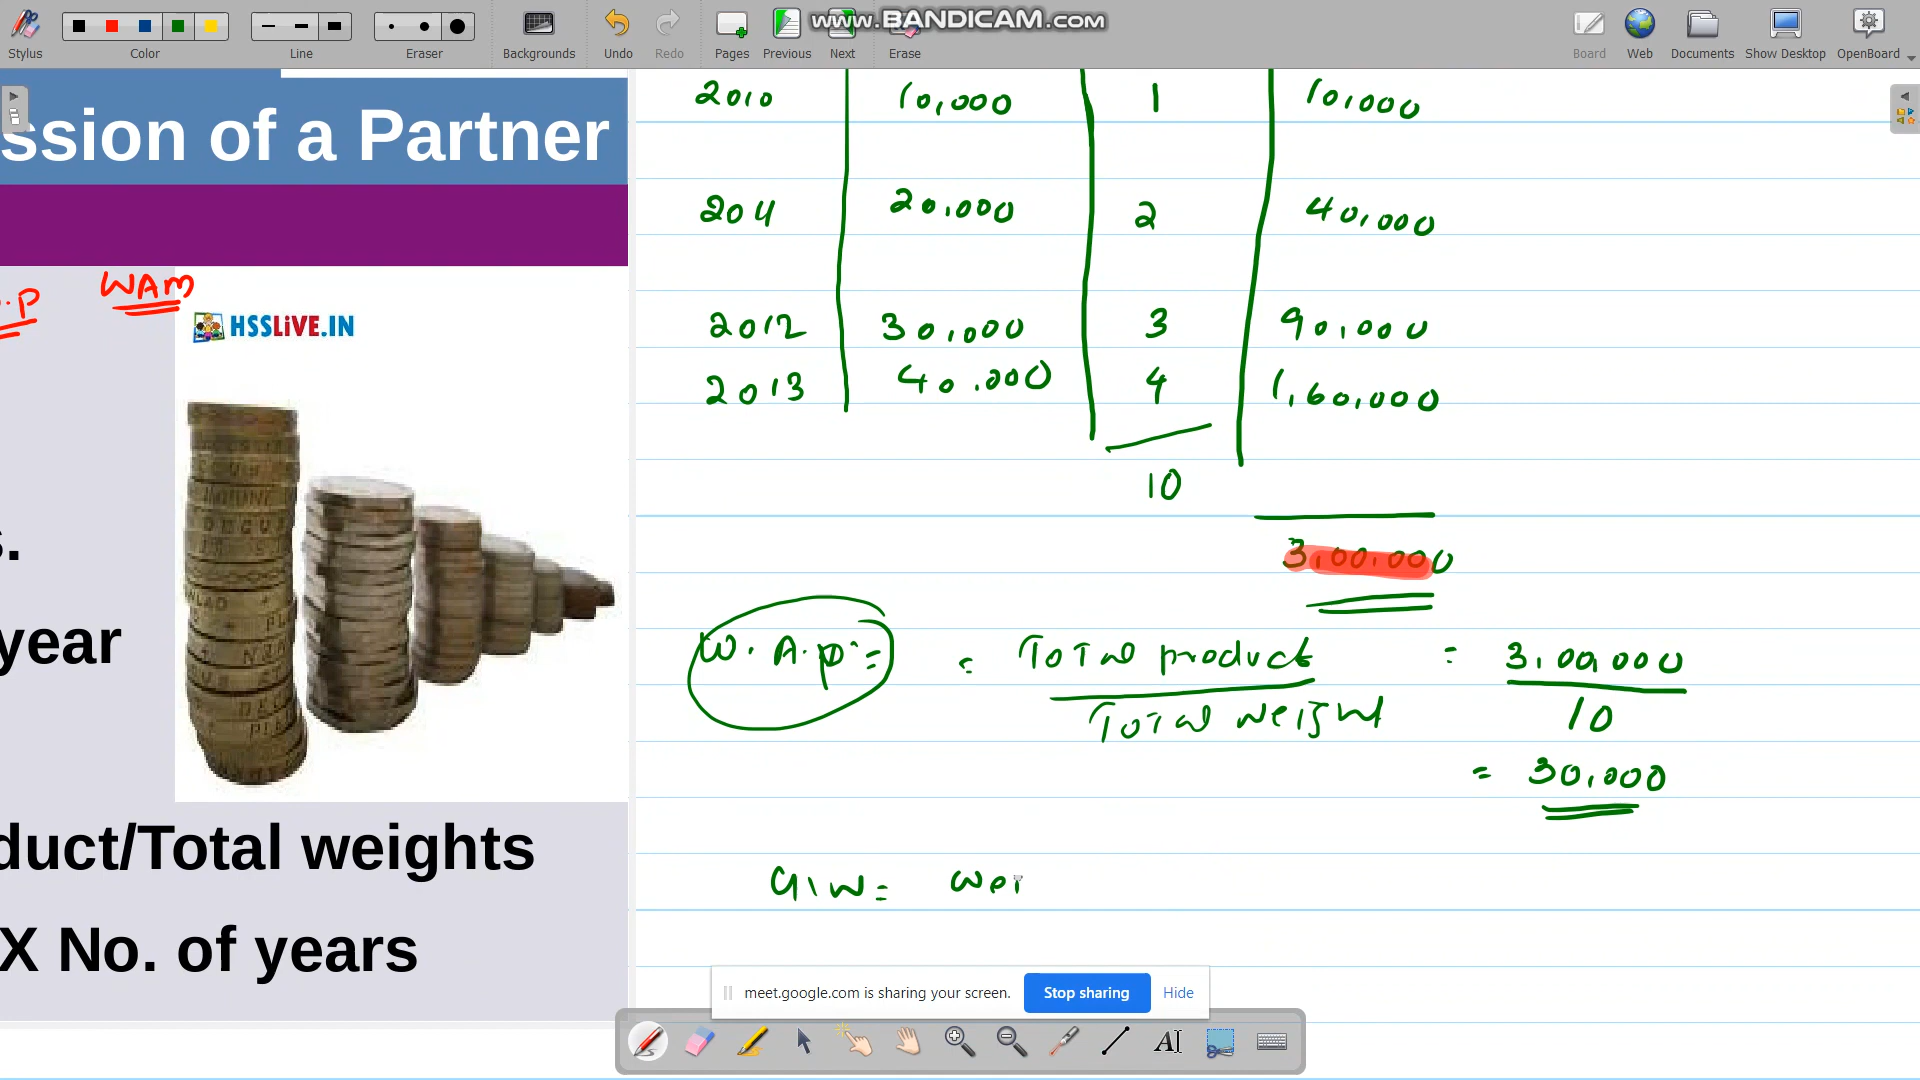 Stylus Color Line Eraser Backgrounds Undo Redo Pages Previous Next Erase Board Web Documents Show Desktop OpenBoard
www.BANDICAM.com
ssion of a Partner
.P WAM
HSSLiVE.IN
s.
year
duct/Total weights
X No. of years
2010 10,000 1 10,000
2011 20,000 2 40,000
2012 30,000 3 90,000
2013 40,000 4 1,60,000
10
3,00,000
W.A.P = = Total product = 3,00,000
Total weight 10
= 30,000
G/W = Wei
meet.google.com is sharing your screen. Stop sharing Hide